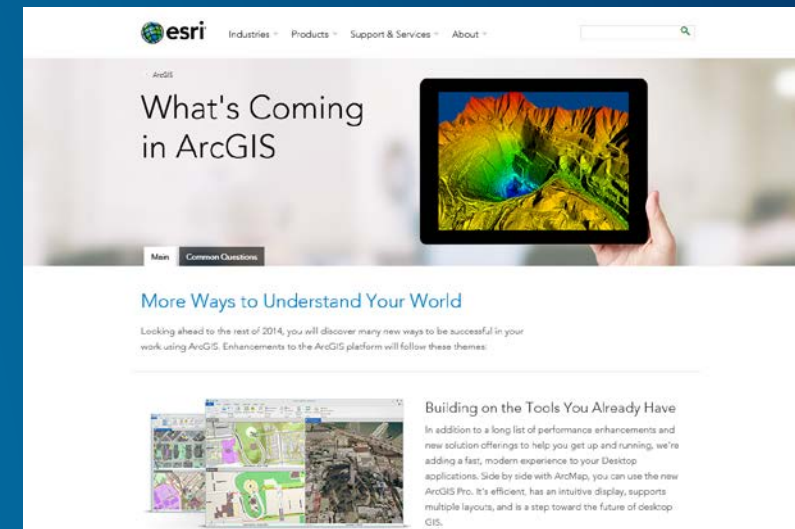 esri
Industries Products Support & Services About
ArcGIS
What's Coming
in ArcGIS
Main Common Questions
More Ways to Understand Your World
Looking ahead to the rest of 2014, you will discover many new ways to be successful in your
work using ArcGIS. Enhancements to the ArcGIS platform will follow these themes:
Building on the Tools You Already Have
In addition to a long list of performance enhancements and
new solution offerings to help you get up and running, we're
adding a fast, modern experience to your Desktop
applications. Side by side with ArcMap, you can use the new
ArcGIS Pro. It's efficient, has an intuitive display, supports
multiple layouts, and is a step toward the future of desktop
GIS.